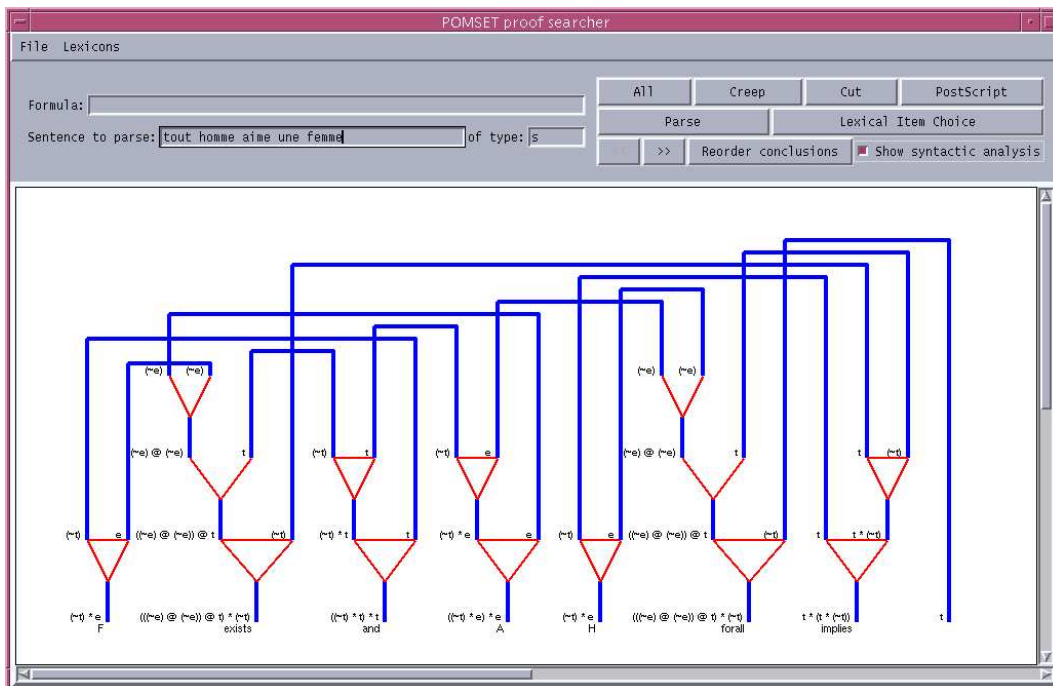 POMSET proof searcher
File Lexicons
Formula:
All Creep Cut PostScript
Sentence to parse: tout homme aime une femme of type: s
Parse Lexical Item Choice
<< >> Reorder conclusions Show syntactic analysis
(~e) (~e) (~e) (~e)
(~e) @ (~e) t (~t) t (~t) e (~e) @ (~e) t t (~t)
(~t) e ((~e) @ (~e)) @ t (~t) (~t) * t t (~t) * e e (~t) e ((~e) @ (~e)) @ t (~t) t t * (~t)
(~t) * e (((~e) @ (~e)) @ t) * (~t) ((~t) * t) * t ((~t) * e) * e (~t) * e (((~e) @ (~e)) @ t) * (~t) t * (t * (~t)) t
F exists and A H forall implies